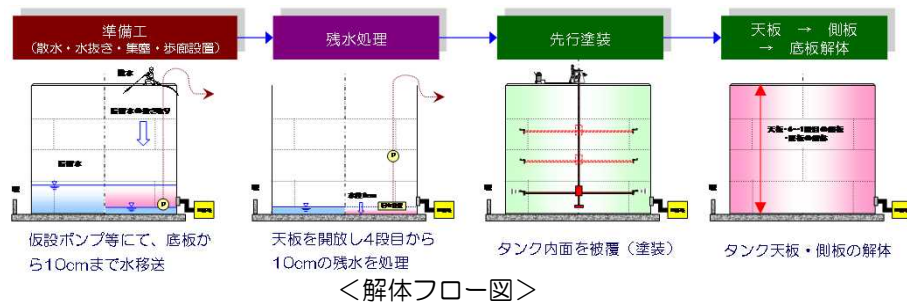 準備工
(散水・水抜き・集塵・歩廊設置)
残水処理
先行塗装
天板 → 側板
→ 底板解体
散水
貯留水
P
P
仮設ポンプ等にて、底板か
ら10cmまで水移送
天板を開放し4段目から
10cmの残水を処理
タンク内面を被覆(塗装)
タンク天板・側板の解体
<解体フロー図>